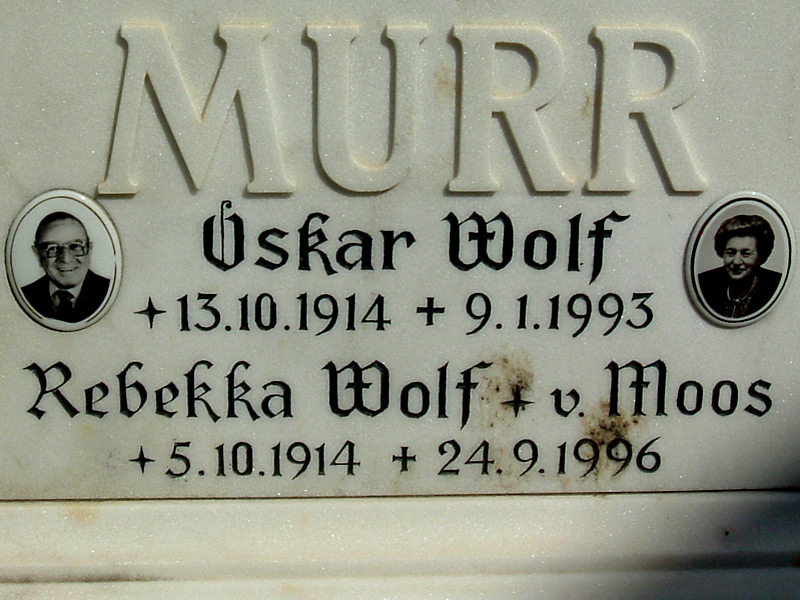 MURR
Oskar Wolf
✦ 13.10.1914 + 9.1.1993
Rebekka Wolf + v. Moos
✦ 5.10.1914 + 24.9.1996